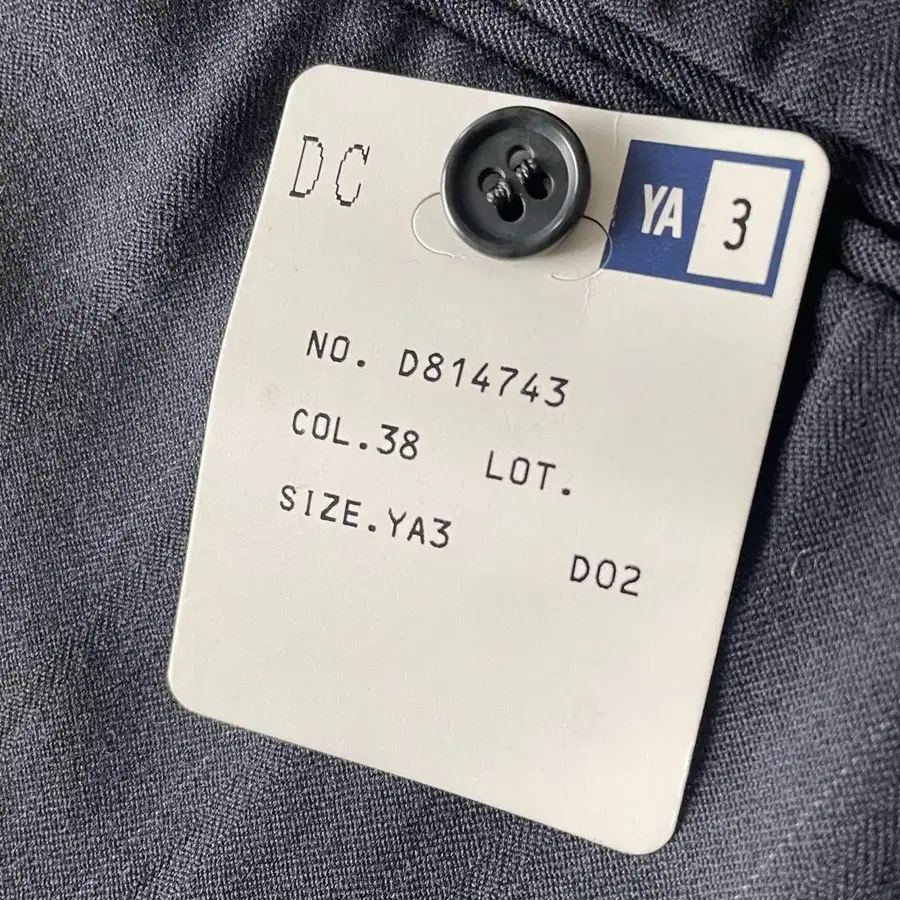 DC
YA 3
NO. D814743
COL.38 LOT.
SIZE.YA3
D02